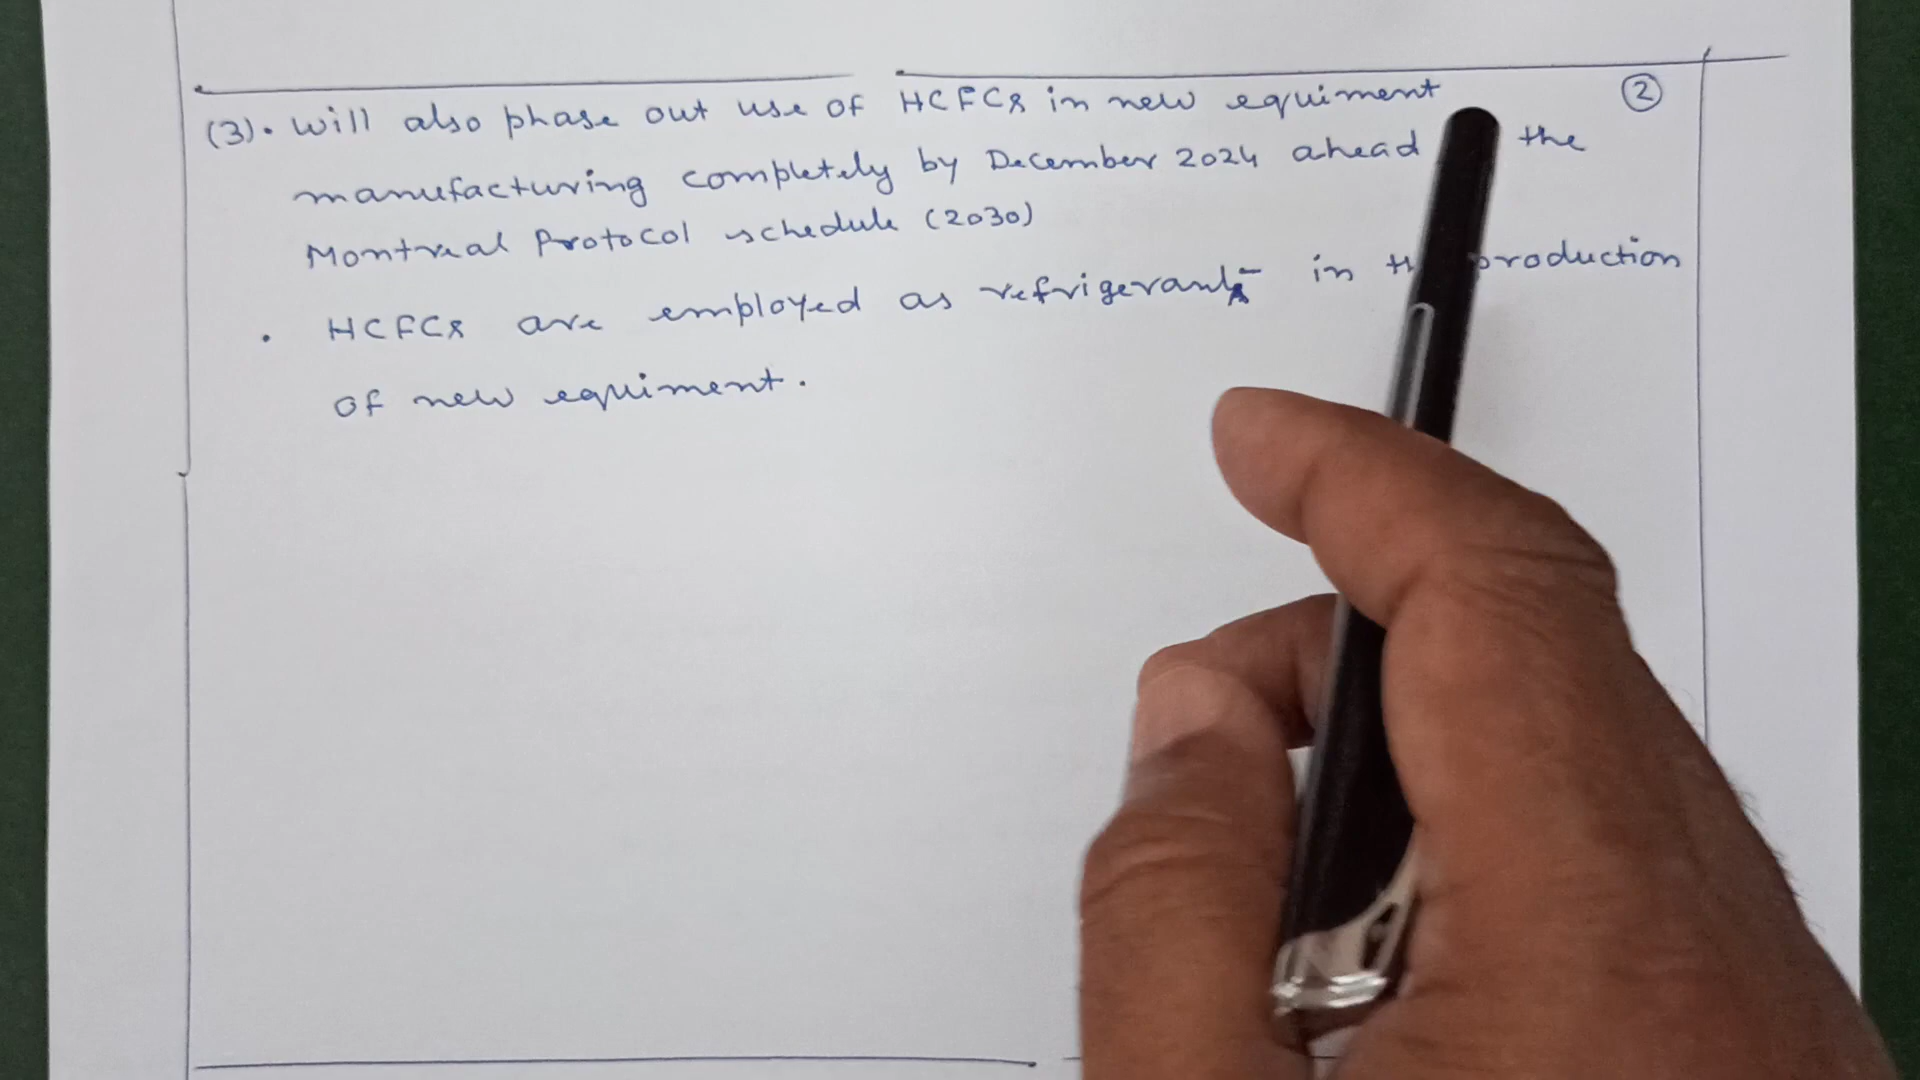 (3). will also phase out use of HCFCs in new equiment ②
manufacturing completely by December 2024 ahead the
Montreal Protocol schedule (2030)
. HCFCs are employed as refrigerants in production
of new equiment.